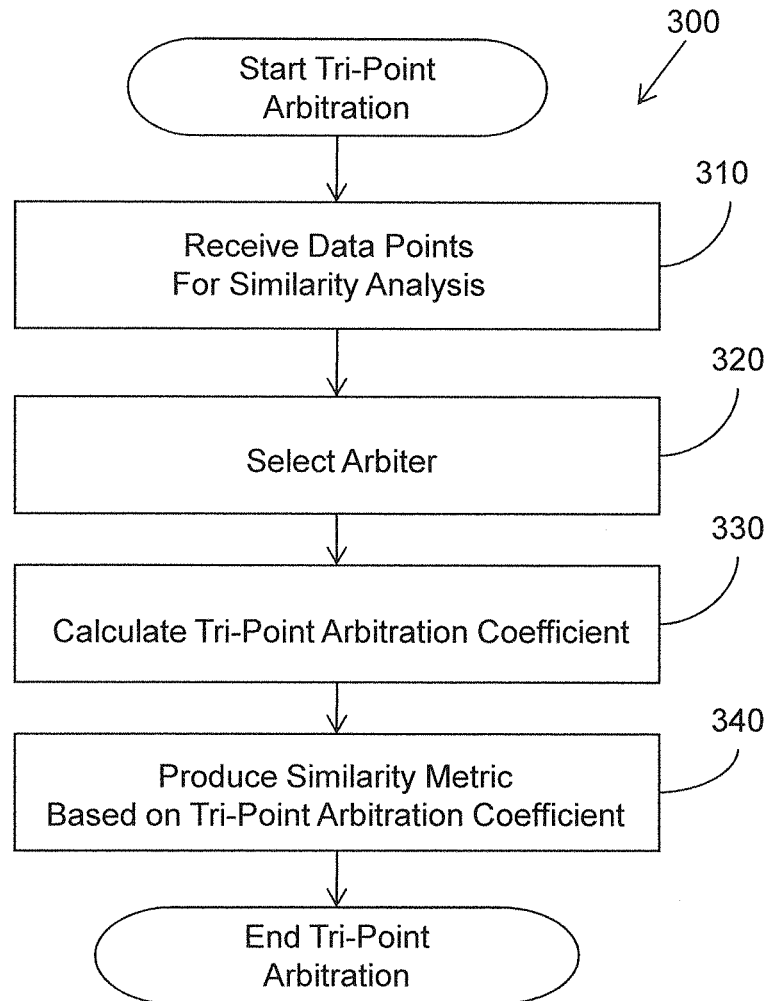 300
Start Tri-Point
Arbitration
310
Receive Data Points
For Similarity Analysis
320
Select Arbiter
330
Calculate Tri-Point Arbitration Coefficient
340
Produce Similarity Metric
Based on Tri-Point Arbitration Coefficient
End Tri-Point
Arbitration